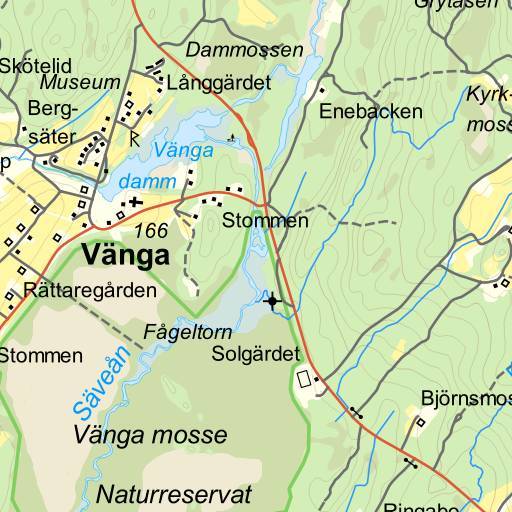 Grytåsen
Dammossen
Skötelid
Museum
Långgärdet
Berg-
säter
Enebacken
Kyrk-
moss
R
Vänga
damm
p
Stommen
166
Vänga
Rättaregården
Fågeltorn
Stommen
Solgärdet
Säveån
Björnsmos
Vänga mosse
Naturreservat
Ringabo